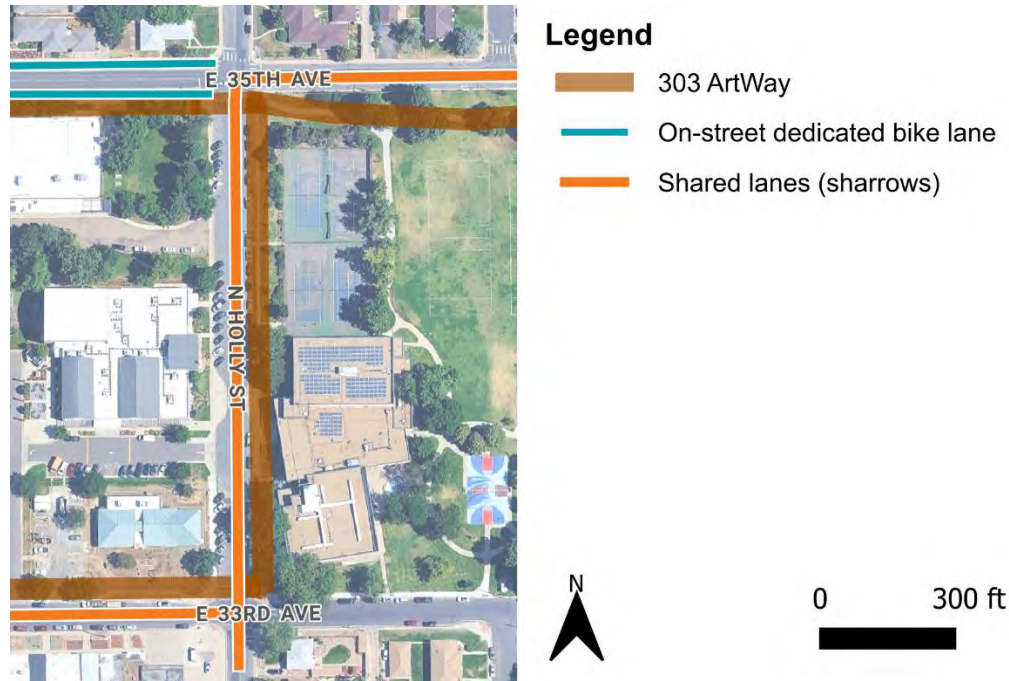 Legend
303 ArtWay
On-street dedicated bike lane
Shared lanes (sharrows)
E 35TH AVE
N HOLLY ST
E 33RD AVE
N
0 300 ft